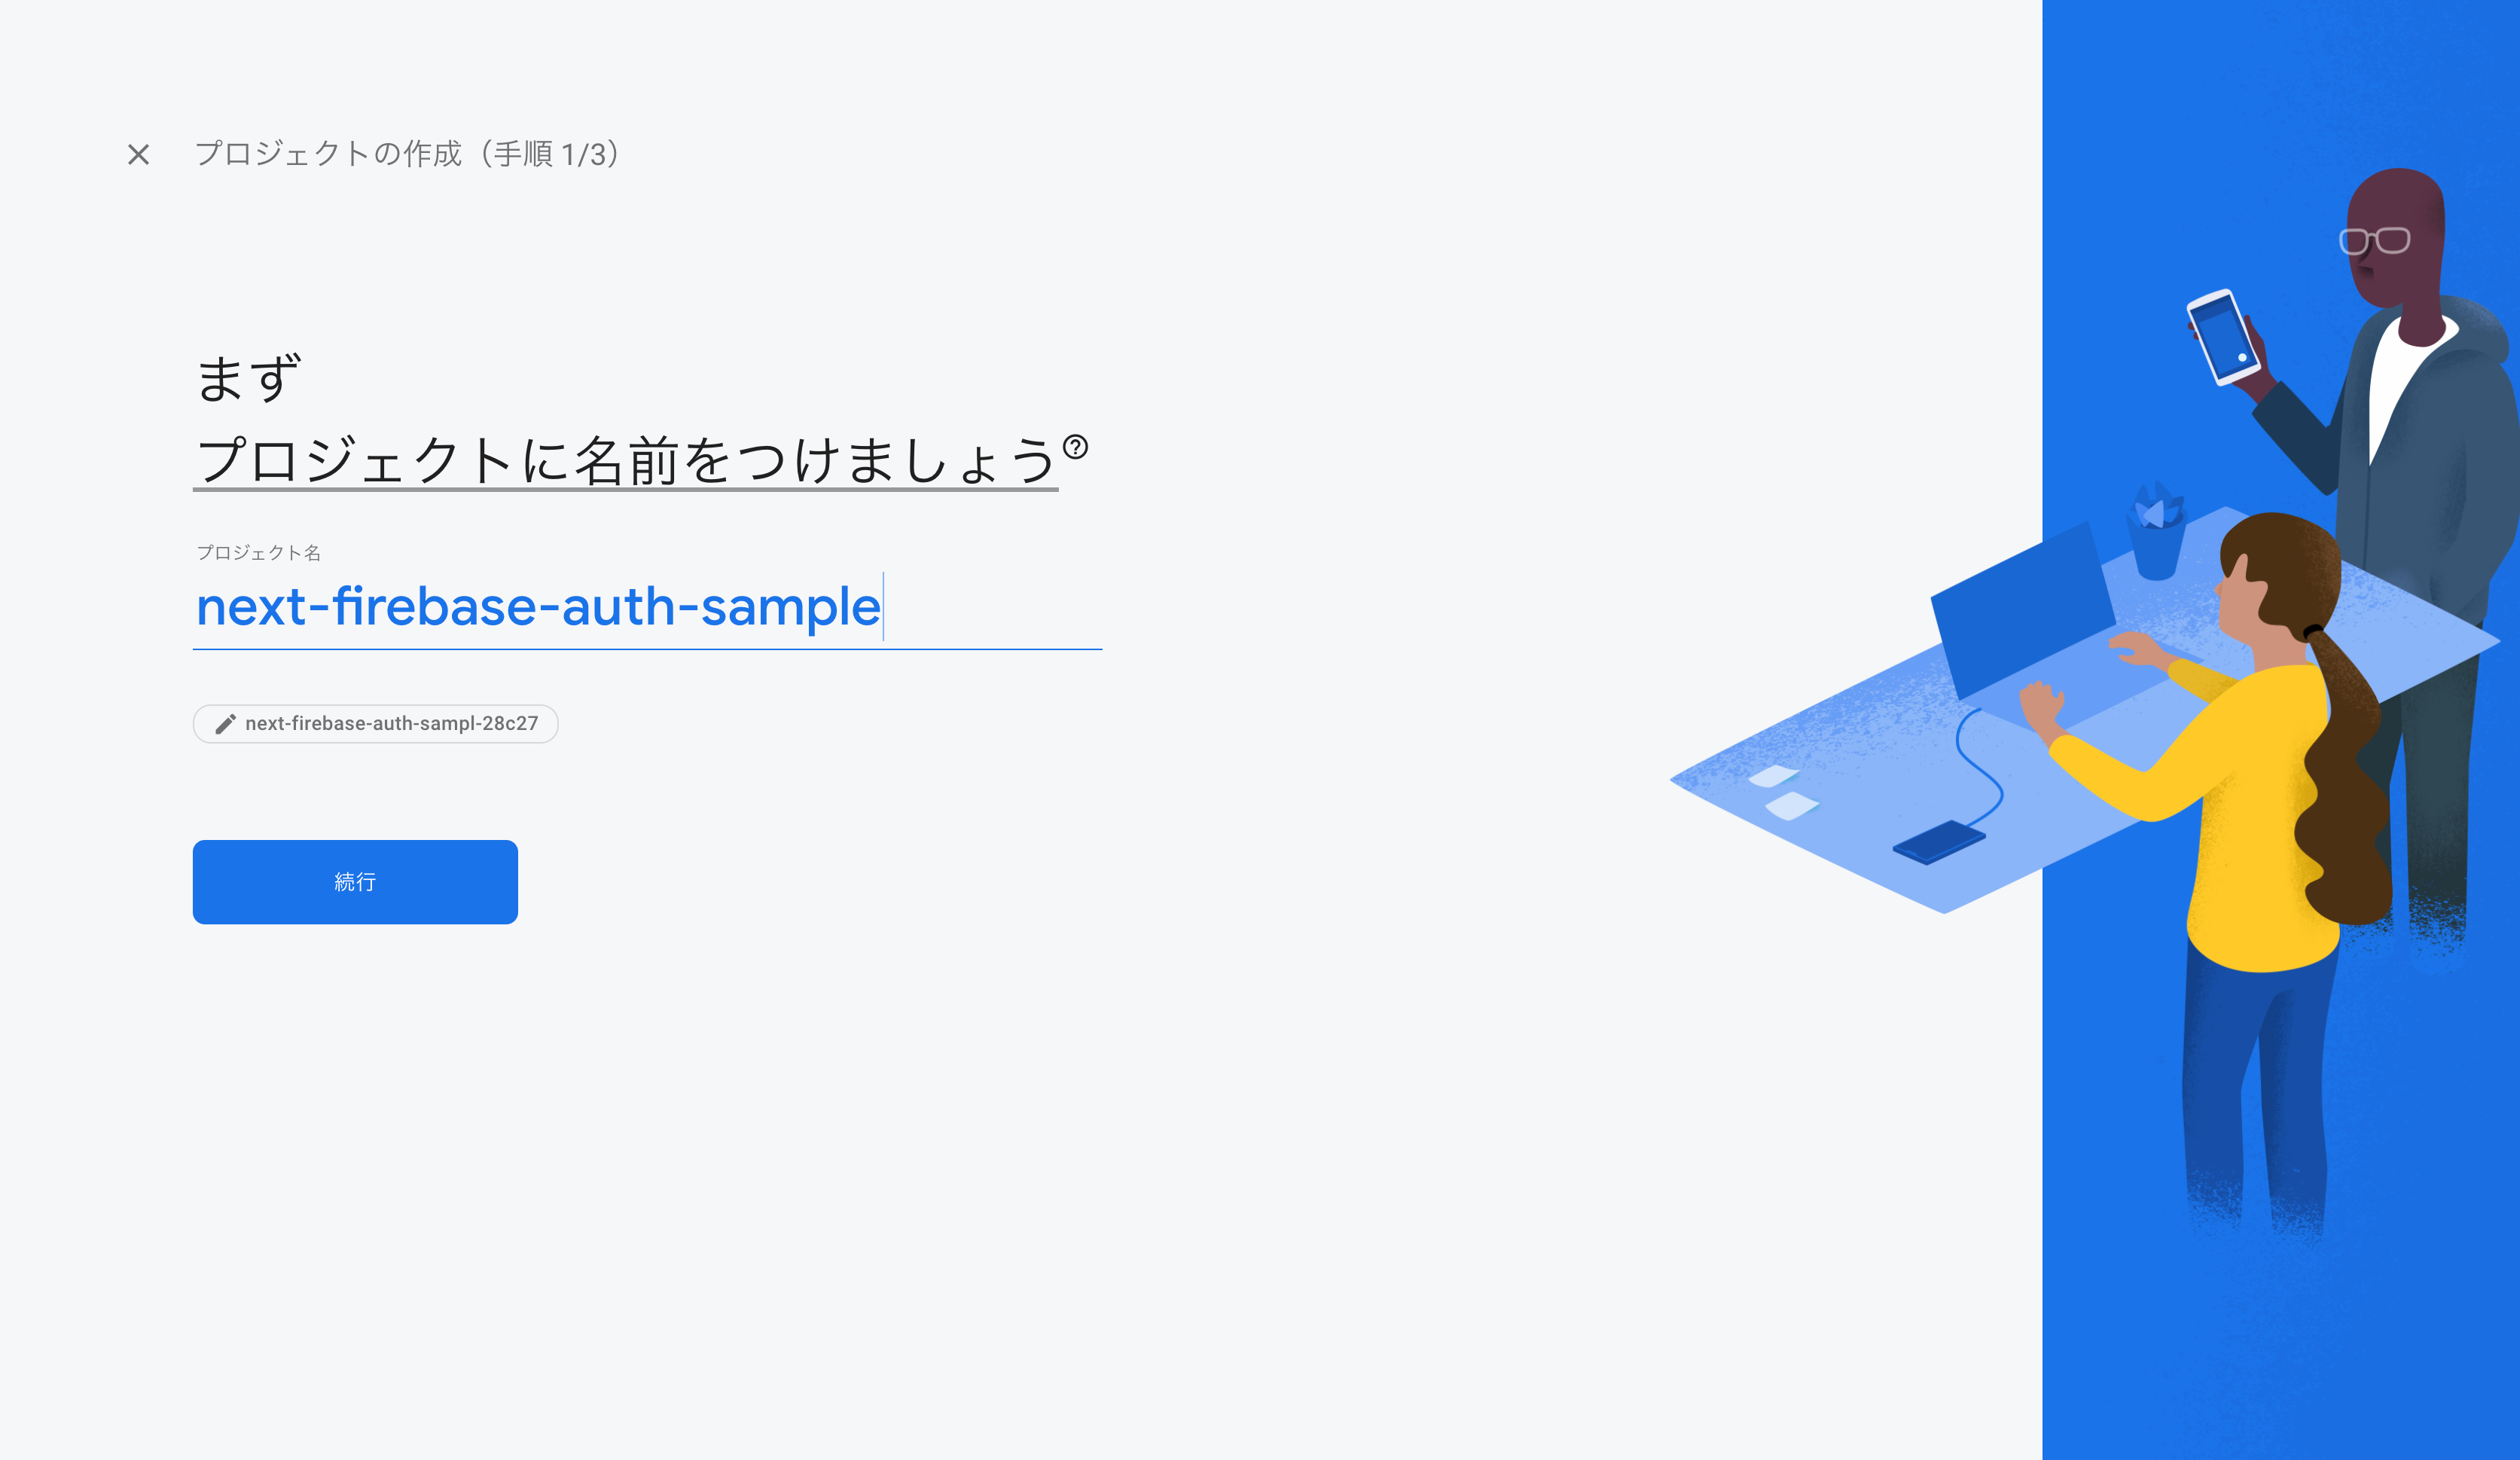 プロジェクトの作成（手順 1/3）
まず
プロジェクトに名前をつけましょう
プロジェクト名
next-firebase-auth-sample
next-firebase-auth-sampl-28c27
続行